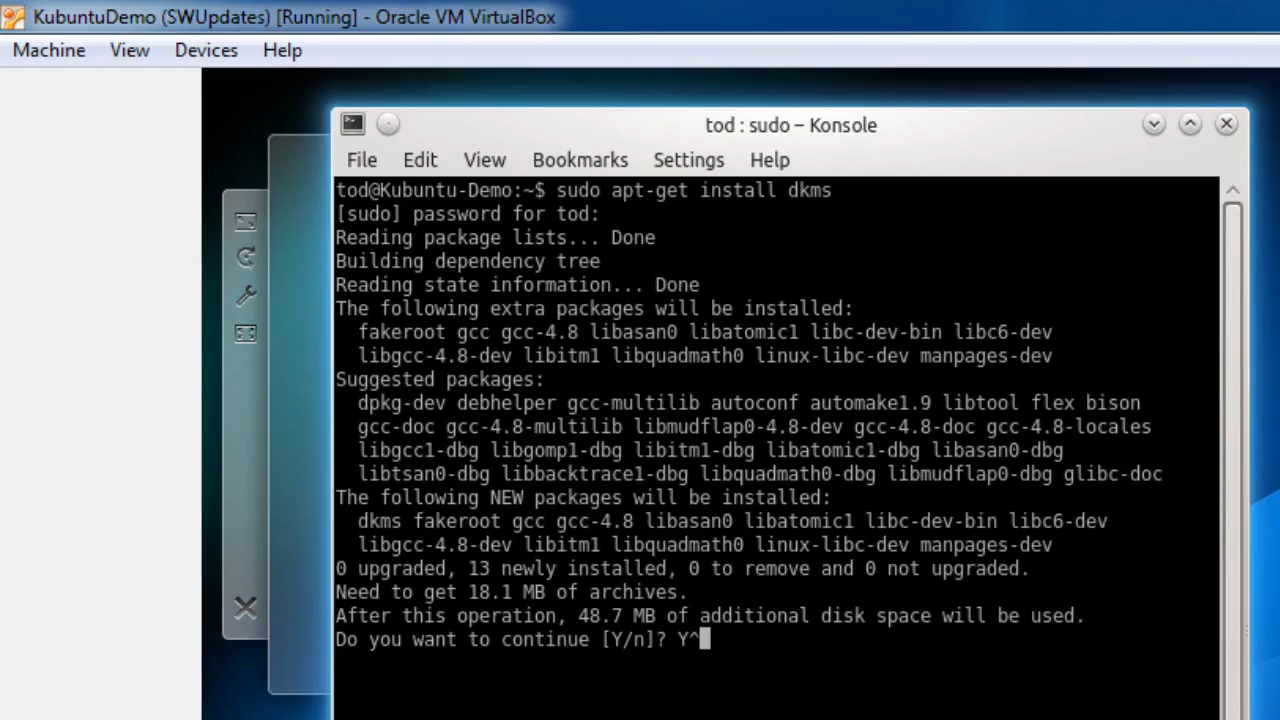 KubuntuDemo (SWUpdates) [Running] - Oracle VM VirtualBox
Machine View Devices Help
tod : sudo – Konsole
File Edit View Bookmarks Settings Help
tod@Kubuntu-Demo:~$ sudo apt-get install dkms
[sudo] password for tod:
Reading package lists... Done
Building dependency tree
Reading state information... Done
The following extra packages will be installed:
  fakeroot gcc gcc-4.8 libasan0 libatomic1 libc-dev-bin libc6-dev
  libgcc-4.8-dev libitm1 libquadmath0 linux-libc-dev manpages-dev
Suggested packages:
  dpkg-dev debhelper gcc-multilib autoconf automake1.9 libtool flex bison
  gcc-doc gcc-4.8-multilib libmudflap0-4.8-dev gcc-4.8-doc gcc-4.8-locales
  libgcc1-dbg libgomp1-dbg libitm1-dbg libatomic1-dbg libasan0-dbg
  libtsan0-dbg libbacktrace1-dbg libquadmath0-dbg libmudflap0-dbg glibc-doc
The following NEW packages will be installed:
  dkms fakeroot gcc gcc-4.8 libasan0 libatomic1 libc-dev-bin libc6-dev
  libgcc-4.8-dev libitm1 libquadmath0 linux-libc-dev manpages-dev
0 upgraded, 13 newly installed, 0 to remove and 0 not upgraded.
Need to get 18.1 MB of archives.
After this operation, 48.7 MB of additional disk space will be used.
Do you want to continue [Y/n]? Y^